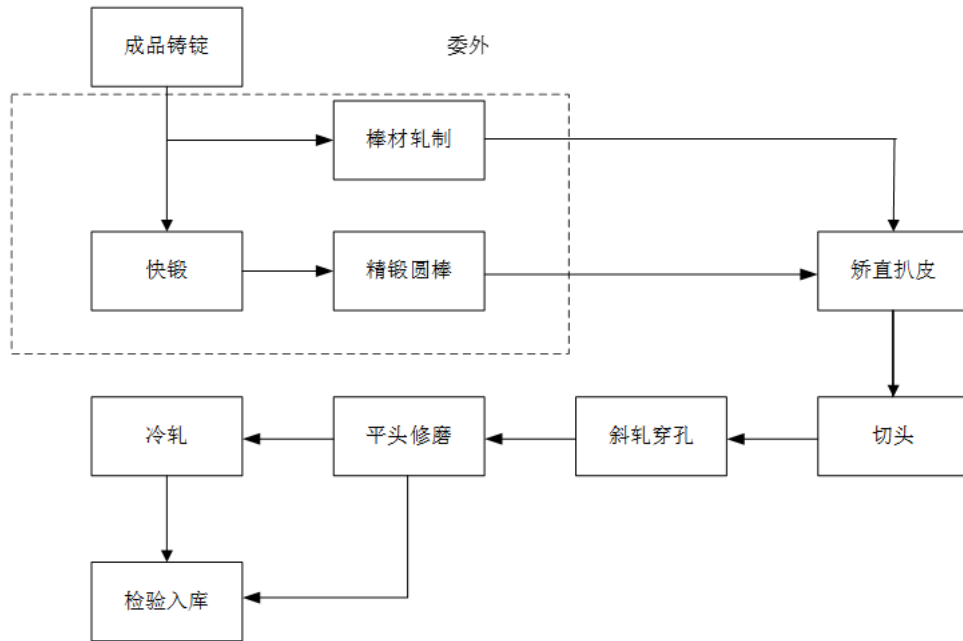 成品铸锭
委外
棒材轧制
快锻
精锻圆棒
矫直扒皮
冷轧
平头修磨
斜轧穿孔
切头
检验入库